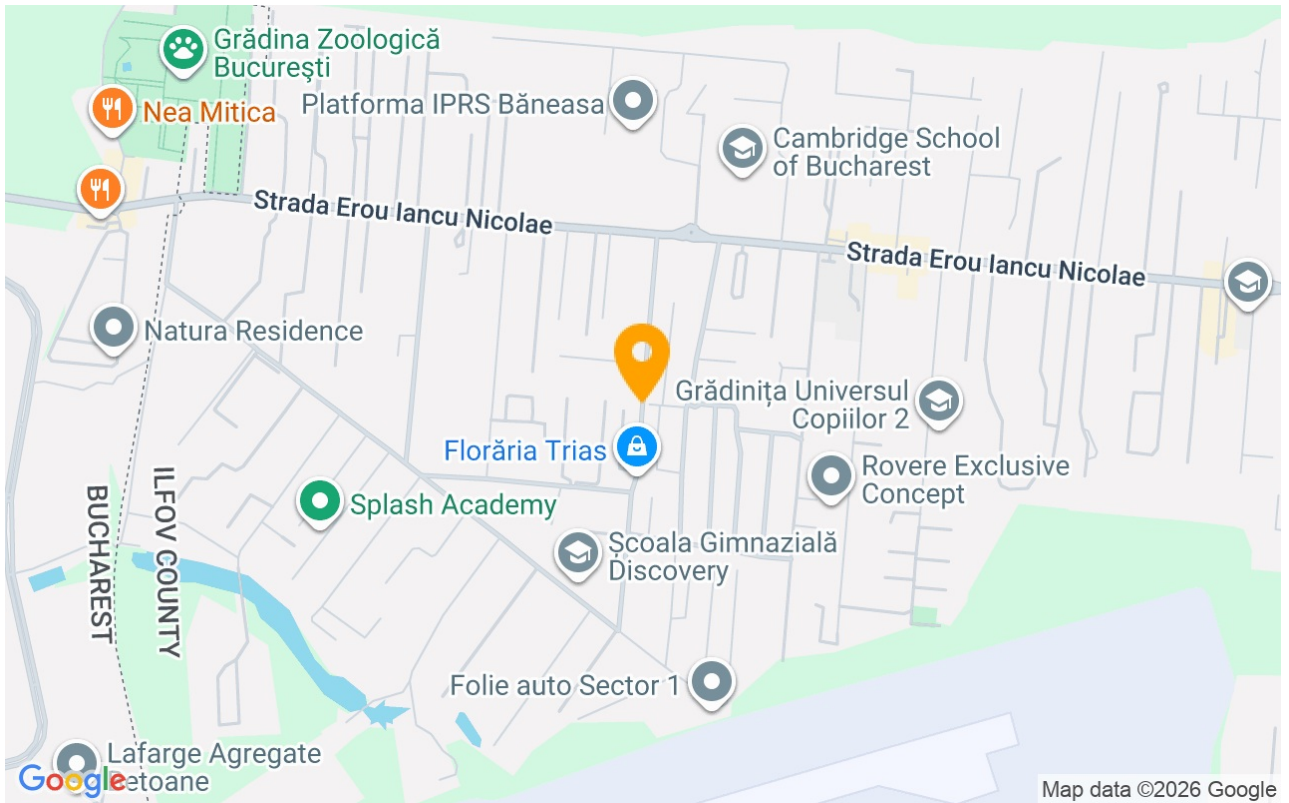 Grădina Zoologică
București
Nea Mitica
Platforma IPRS Băneasa
Cambridge School
of Bucharest
Strada Erou Iancu Nicolae
Strada Erou Iancu Nicolae
Natura Residence
Grădinița Universul
Copiilor 2
Florăria Trias
Rovere Exclusive
Concept
Splash Academy
Școala Gimnazială
Discovery
ILFOV COUNTY
BUCHAREST
Folie auto Sector 1
Lafarge Agregate
Betoane
Google
Map data ©2026 Google